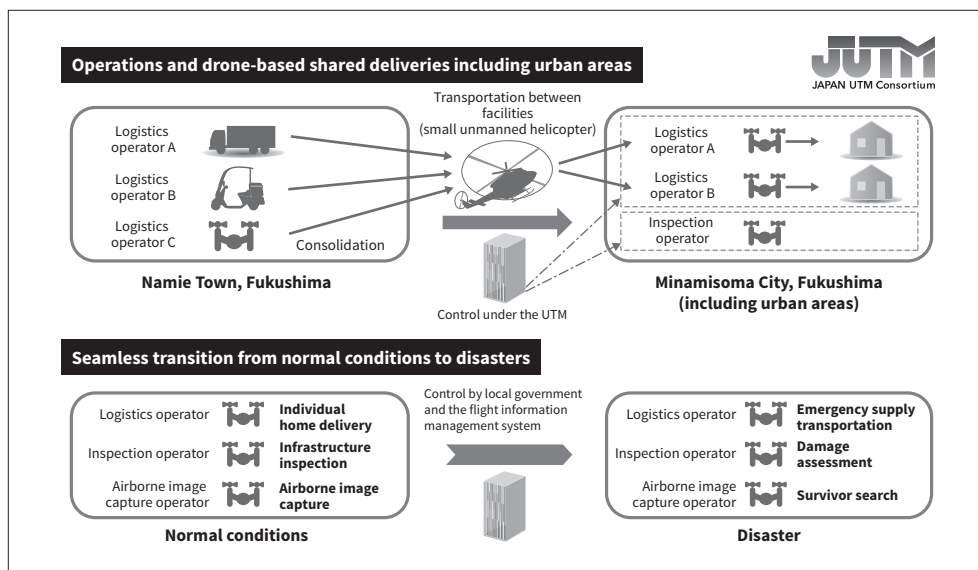 Operations and drone-based shared deliveries including urban areas
JUTM
JAPAN UTM Consortium
Logistics
operator A
Logistics
operator B
Logistics
operator C
Consolidation
Namie Town, Fukushima
Transportation between
facilities
(small unmanned helicopter)
Control under the UTM
Logistics
operator A
Logistics
operator B
Inspection
operator
Minamisoma City, Fukushima
(including urban areas)
Seamless transition from normal conditions to disasters
Logistics operator
Individual
home delivery
Inspection operator
Infrastructure
inspection
Airborne image
capture operator
Airborne image
capture
Normal conditions
Control by local government
and the flight information
management system
Logistics operator
Emergency supply
transportation
Inspection operator
Damage
assessment
Airborne image
capture operator
Survivor search
Disaster